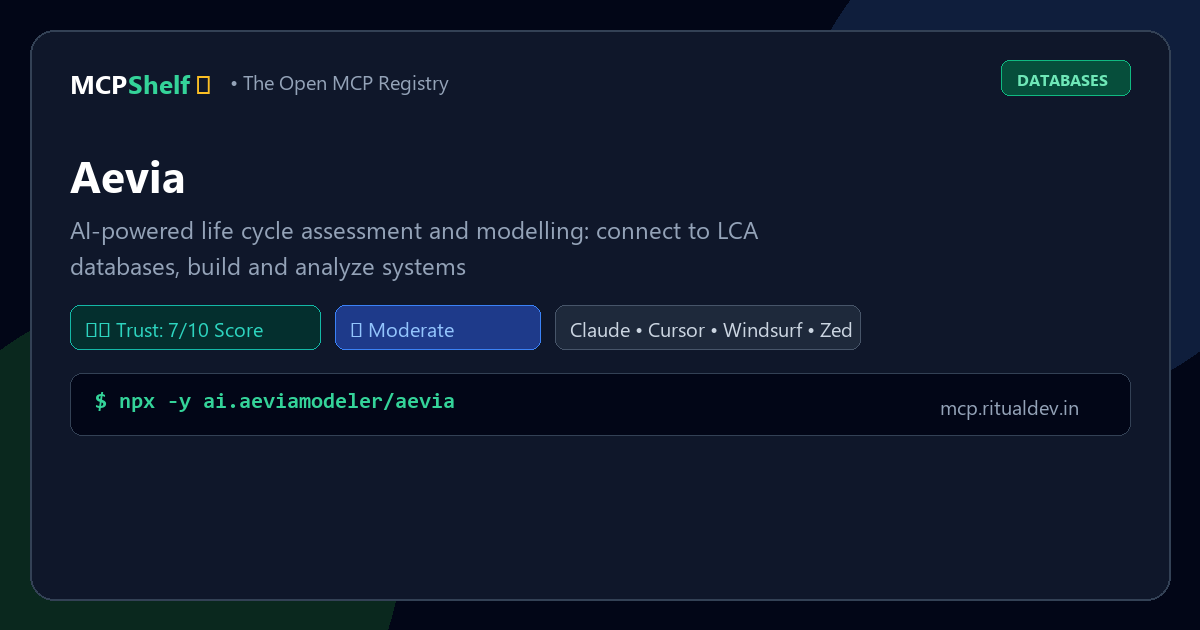 MCPShelf • The Open MCP Registry
DATABASES
Aevia
AI-powered life cycle assessment and modelling: connect to LCA
databases, build and analyze systems
Trust: 7/10 Score
Moderate
Claude • Cursor • Windsurf • Zed
$ npx -y ai.aeviamodeler/aevia
mcp.ritualdev.in